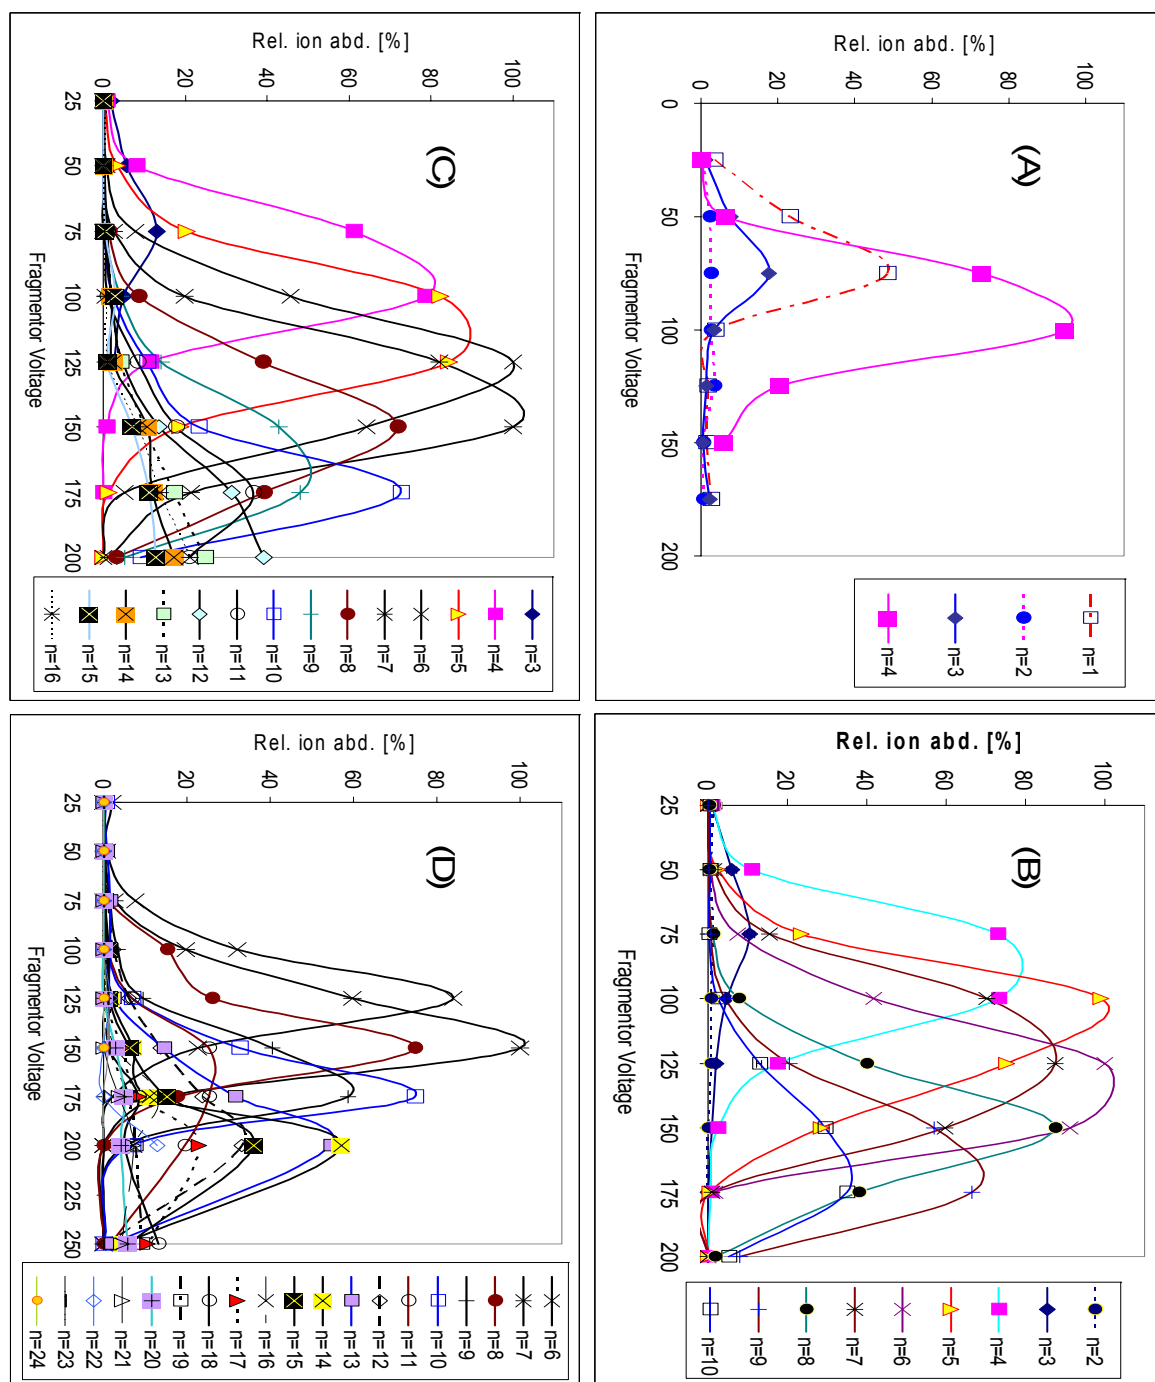 Rel. ion abd. [%]
0 20 40 60 80 100
(C)
25 50 75 100 125 150 175 200
Fragmentor Voltage
n=3
n=4
n=5
n=6
n=7
n=8
n=9
n=10
n=11
n=12
n=13
n=14
n=15
n=16
Rel. ion abd. [%]
0 20 40 60 80 100
(A)
0 50 100 150 200
Fragmentor Voltage
n=1
n=2
n=3
n=4
Rel. ion abd. [%]
0 20 40 60 80 100
(D)
25 50 75 100 125 150 175 200 225 250
Fragmentor Voltage
n=6
n=7
n=8
n=9
n=10
n=11
n=12
n=13
n=14
n=15
n=16
n=17
n=18
n=19
n=20
n=21
n=22
n=23
n=24
Rel. ion abd. [%]
0 20 40 60 80 100
(B)
25 50 75 100 125 150 175 200
Fragmentor Voltage
n=2
n=3
n=4
n=5
n=6
n=7
n=8
n=9
n=10